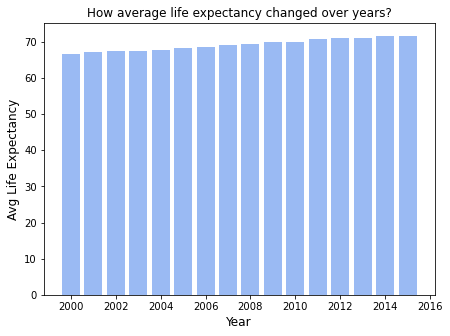 How average life expectancy changed over years?
Avg Life Expectancy
70
60
50
40
30
20
10
0
2000 2002 2004 2006 2008 2010 2012 2014 2016
Year